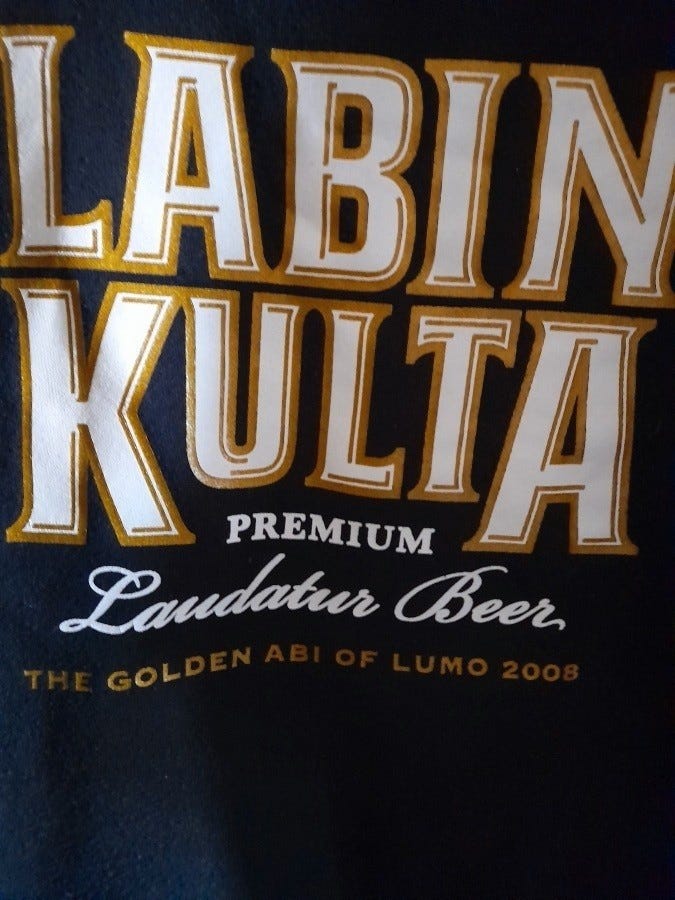 LABIN
KULTA
PREMIUM
Laudatur Beer
THE GOLDEN ABI OF LUMO 2008